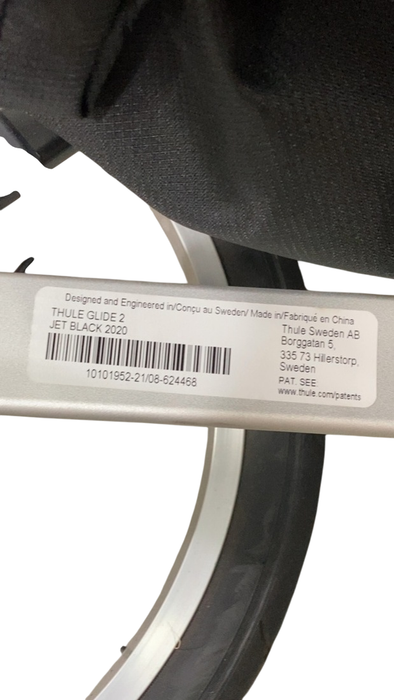 Designed and Engineered in/Conçu au Sweden/ Made in/Fabriqué en China
THULE GLIDE 2
JET BLACK 2020
10101952-21/08-624468
Thule Sweden AB
Borggatan 5,
335 73 Hillerstorp,
Sweden
PAT. SEE:
www.thule.com/patents